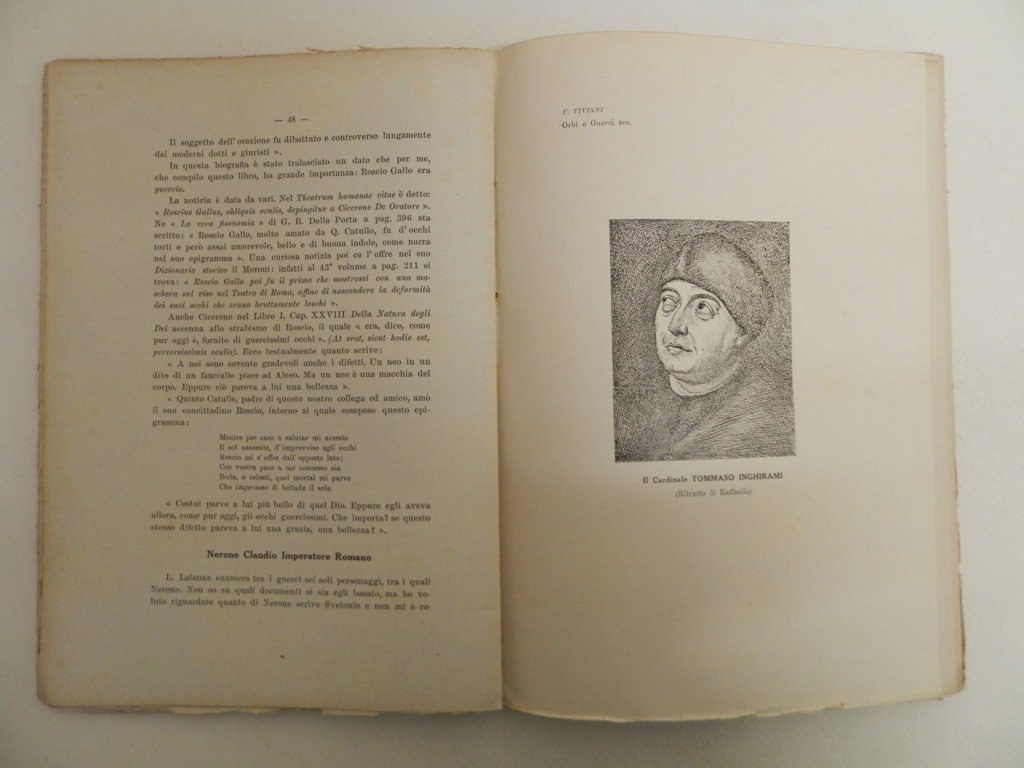 — 48 —
Il soggetto dell' orazione fu dibattuto e controverso lungamente
dai moderni dotti e giuristi ».
In questa biografia è stato tralasciato un dato che per me,
che compilo questo libro, ha grande importanza: Roscio Gallo era
guercio.
La notizia è data da vari. Nel Theatrum humanae vitae è detto:
« Roscius Gallus, obliquis oculis, depingitur a Cicerone De Oratore ».
Ne « La vera fisonomia » di G. B. Della Porta a pag. 396 sta
scritto: « Roscio Gallo, molto amato da Q. Catullo, fu d' occhi
torti e però assai amorevole, bello e di buona indole, come narra
nel suo epigramma ». Una curiosa notizia poi ce l' offre nel suo
Dizionario storico il Moroni: infatti al 43° volume a pag. 211 si
trova: « Roscio Gallo poi fu il primo che mostrossi con una ma-
schera sul viso nel Teatro di Roma, affine di nascondere la deformità
dei suoi occhi che erano bruttamente loschi ».
Anche Cicerone nel Libro I, Cap. XXVIII Della Natura degli
Dei accenna allo strabismo di Roscio, il quale « era, dice, come
pur oggi è, fornito di guercissimi occhi ». (At erat, sicut hodie est,
perversissimis oculis). Ecco testualmente quanto scrive:
« A noi sono sovente gradevoli anche i difetti. Un neo in un
dito di un fanciullo piace ad Alceo. Ma un neo è una macchia del
corpo. Eppure ciò pareva a lui una bellezza ».
« Quinto Catullo, padre di questo nostro collega ed amico, amò
il suo concittadino Roscio, intorno al quale compose questo epi-
gramma:
Mentre per caso a salutar mi arresto
Il sol nascente, d' improvviso agli occhi
Roscio mi s' offre dall' opposto lato;
Con vostra pace a me concesso sia
Dirla, o celesti, quel mortal mi parve
Che imperasse di beltade il sole.
« Costui parve a lui più bello di quel Dio. Eppure egli aveva
allora, come pur oggi, gli occhi guercissimi. Che importa? se questo
stesso difetto pareva a lui una grazia, una bellezza? ».
Nerone Claudio Imperatore Romano
L. Lalanne enumera tra i guerci sei soli personaggi, tra i quali
Nerone. Non so su quali documenti si sia egli basato, ma ho vo-
luto riguardare quanto di Nerone scrive Svetonio e non mi è re-
U. VIVIANI
Orbi e Guerci ecc.
Il Cardinale TOMMASO INGHIRAMI
(Ritratto di Raffaello)